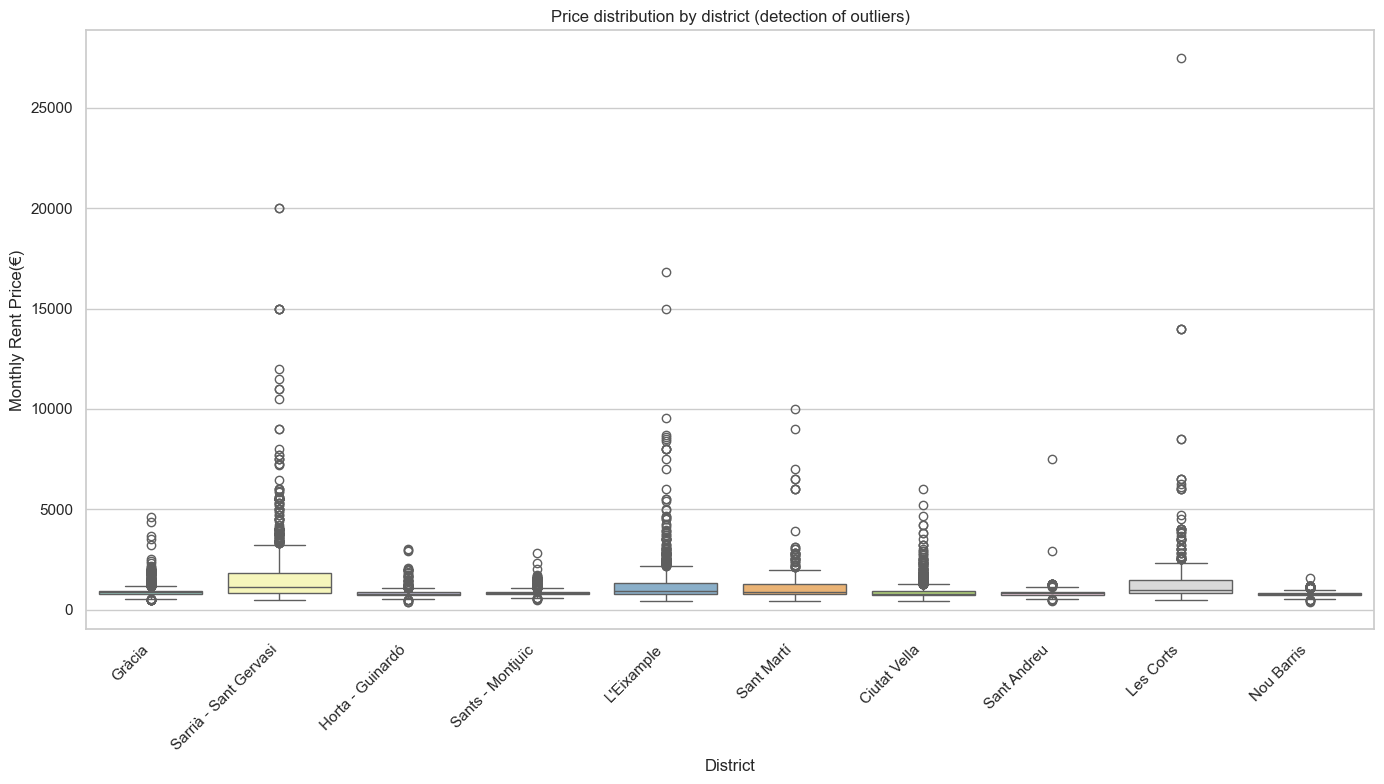 Price distribution by district (detection of outliers)
Monthly Rent Price(€)
25000
20000
15000
10000
5000
0
Gràcia
Sarrià - Sant Gervasi
Horta - Guinardó
Sants - Montjuïc
L'Eixample
Sant Martí
Ciutat Vella
Sant Andreu
Les Corts
Nou Barris
District